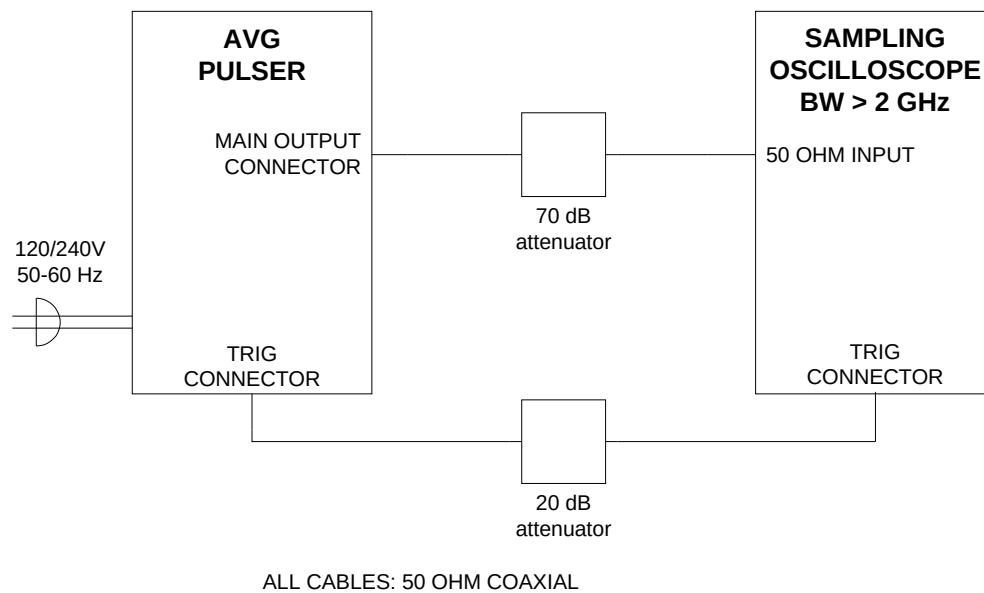 AVG
PULSER
SAMPLING
OSCILLOSCOPE
BW > 2 GHz
MAIN OUTPUT
CONNECTOR
50 OHM INPUT
70 dB
attenuator
120/240V
50-60 Hz
TRIG
CONNECTOR
TRIG
CONNECTOR
20 dB
attenuator
ALL CABLES: 50 OHM COAXIAL